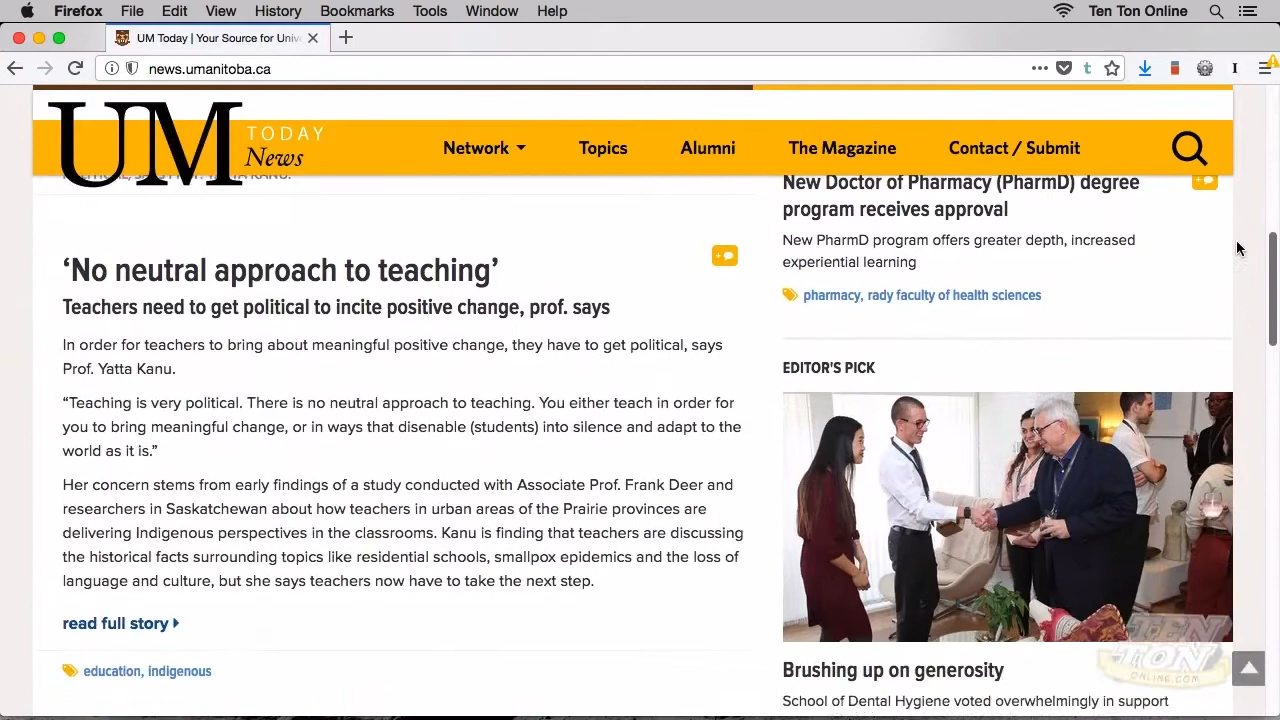 Firefox File Edit View History Bookmarks Tools Window Help Ten Ton Online
UM Today | Your Source for Univ
news.umanitoba.ca
UM TODAY News
Network Topics Alumni The Magazine Contact / Submit
‘No neutral approach to teaching’
Teachers need to get political to incite positive change, prof. says
In order for teachers to bring about meaningful positive change, they have to get political, says
Prof. Yatta Kanu.
“Teaching is very political. There is no neutral approach to teaching. You either teach in order for
you to bring meaningful change, or in ways that disenable (students) into silence and adapt to the
world as it is.”
Her concern stems from early findings of a study conducted with Associate Prof. Frank Deer and
researchers in Saskatchewan about how teachers in urban areas of the Prairie provinces are
delivering Indigenous perspectives in the classrooms. Kanu is finding that teachers are discussing
the historical facts surrounding topics like residential schools, smallpox epidemics and the loss of
language and culture, but she says teachers now have to take the next step.
read full story
education, indigenous
New Doctor of Pharmacy (PharmD) degree
program receives approval
New PharmD program offers greater depth, increased
experiential learning
pharmacy, rady faculty of health sciences
EDITOR'S PICK
TEN
TON
ONLINE.COM
Brushing up on generosity
School of Dental Hygiene voted overwhelmingly in support